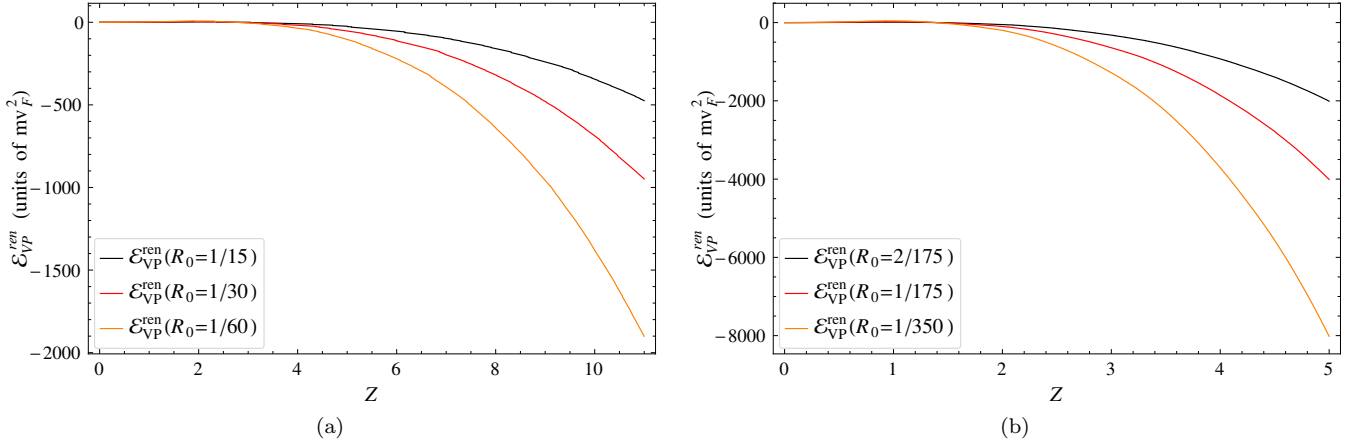 0
−500
−1000
−1500
−2000
0 2 4 6 8 10
Z
ℰ_VP^ren (units of mv_F^2)
ℰ_VP^ren(R_0=1/15)
ℰ_VP^ren(R_0=1/30)
ℰ_VP^ren(R_0=1/60)
(a)
0
−2000
−4000
−6000
−8000
0 1 2 3 4 5
Z
ℰ_VP^ren (units of mv_F^2)
ℰ_VP^ren(R_0=2/175)
ℰ_VP^ren(R_0=1/175)
ℰ_VP^ren(R_0=1/350)
(b)